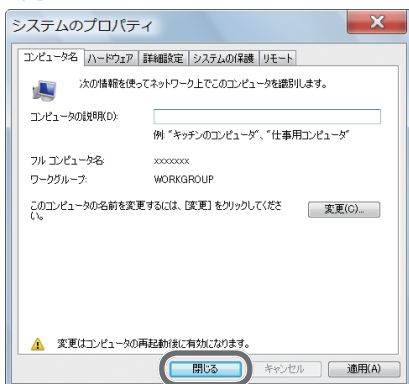 システムのプロパティ
コンピュータ名 ハードウェア 詳細設定 システムの保護 リモート
次の情報を使ってネットワーク上でこのコンピュータを識別します。
コンピュータの説明(D):
例: "キッチンのコンピュータ"、"仕事用コンピュータ"
フル コンピュータ名: xxxxxxx
ワークグループ: WORKGROUP
このコンピュータの名前を変更するには、[変更] をクリックしてくださ
い。
変更(C)...
変更はコンピュータの再起動後に有効になります。
閉じる キャンセル 適用(A)